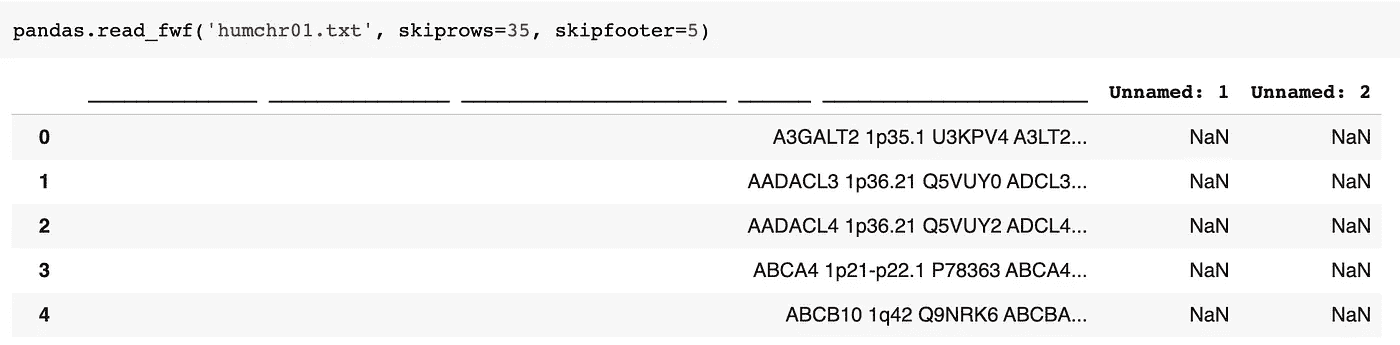 pandas.read_fwf('humchr01.txt', skiprows=35, skipfooter=5)
______________ _______________ ______________________ ______ ______________________ Unnamed: 1 Unnamed: 2
0 A3GALT2 1p35.1 U3KPV4 A3LT2... NaN NaN
1 AADACL3 1p36.21 Q5VUY0 ADCL3... NaN NaN
2 AADACL4 1p36.21 Q5VUY2 ADCL4... NaN NaN
3 ABCA4 1p21-p22.1 P78363 ABCA4... NaN NaN
4 ABCB10 1q42 Q9NRK6 ABCBA... NaN NaN